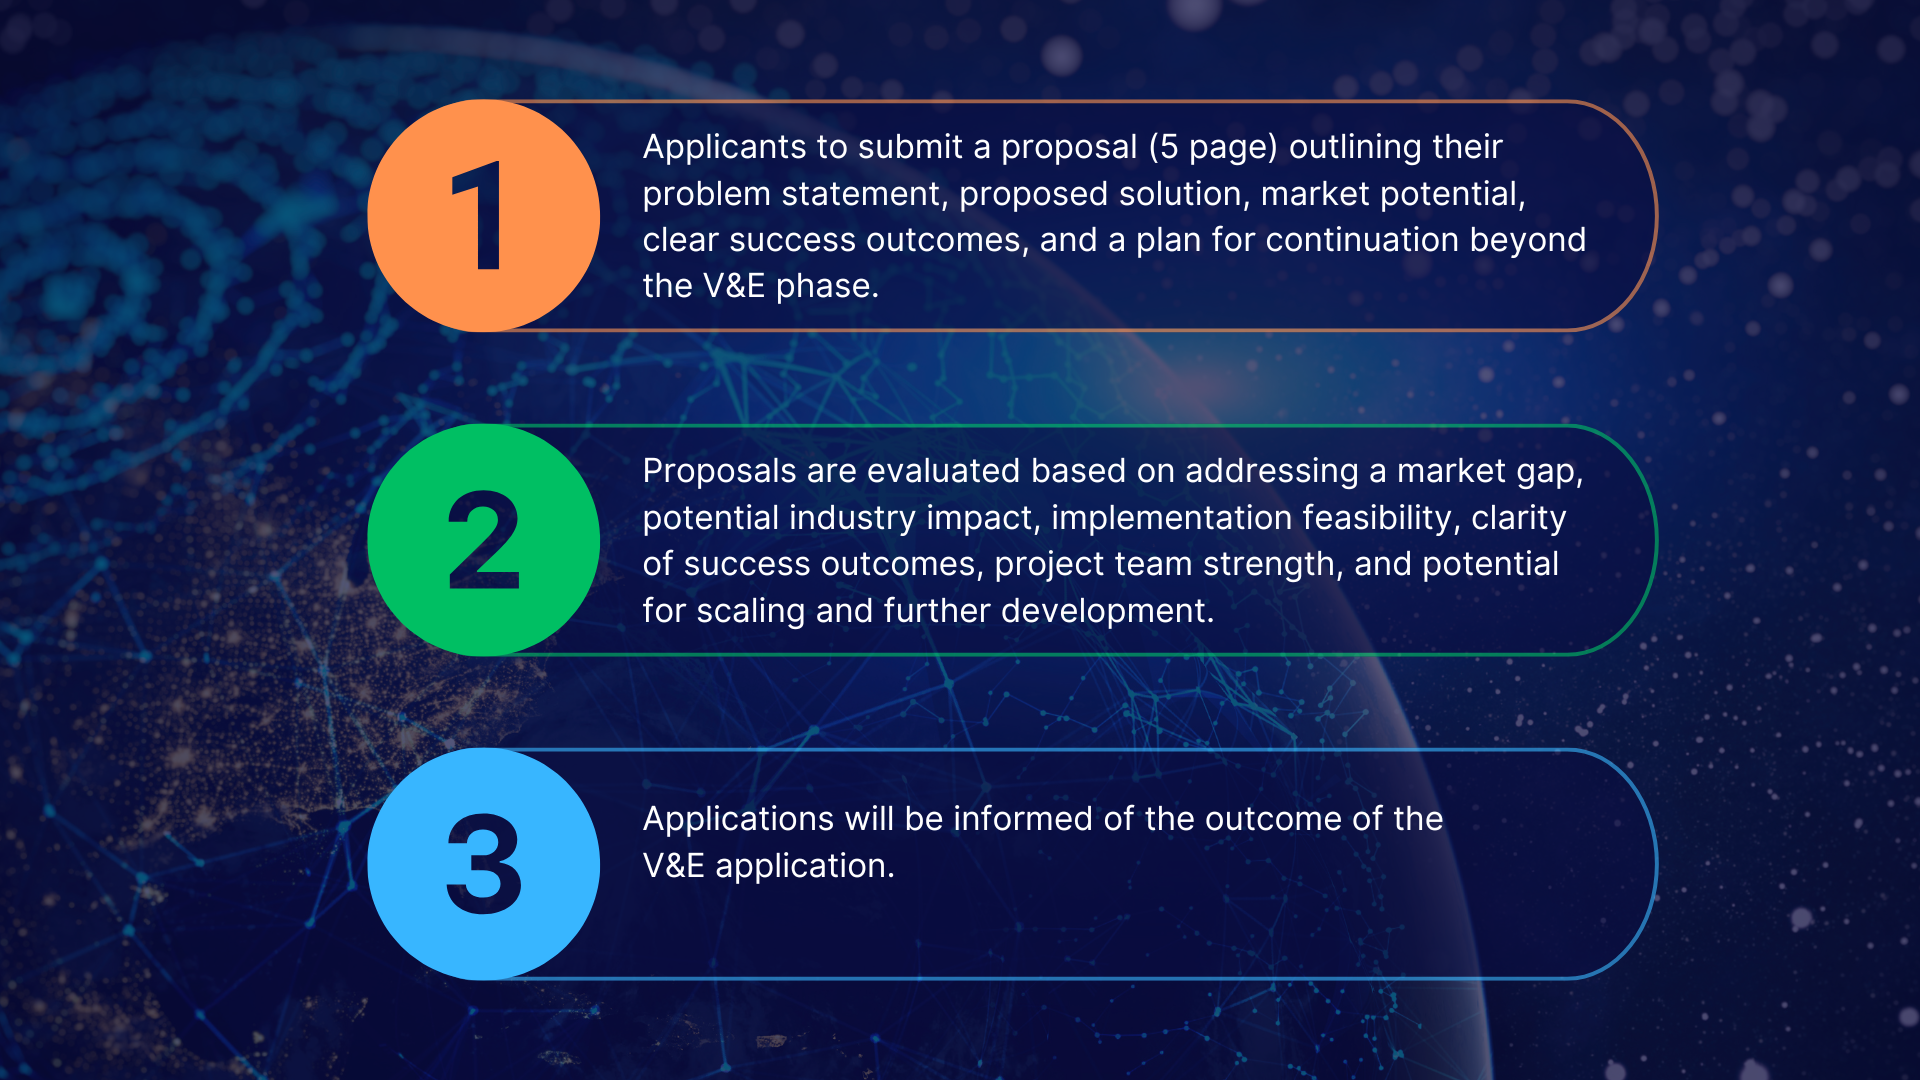 1
Applicants to submit a proposal (5 page) outlining their
problem statement, proposed solution, market potential,
clear success outcomes, and a plan for continuation beyond
the V&E phase.
2
Proposals are evaluated based on addressing a market gap,
potential industry impact, implementation feasibility, clarity
of success outcomes, project team strength, and potential
for scaling and further development.
3
Applications will be informed of the outcome of the
V&E application.